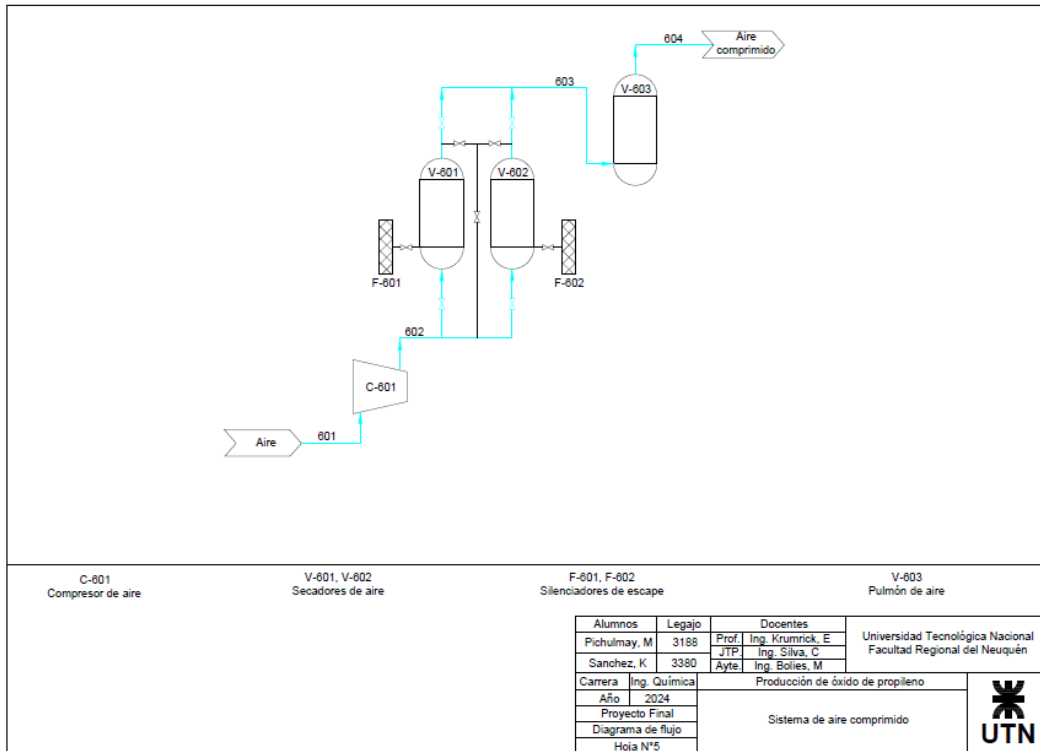 604
Aire
comprimido
603
V-603
V-601
V-602
F-601
F-602
602
C-601
Aire
601
C-601
Compresor de aire
V-601, V-602
Secadores de aire
F-601, F-602
Silenciadores de escape
V-603
Pulmón de aire
Alumnos Legajo Docentes
Pichulmay, M 3188 Prof. Ing. Krumrick, E
JTP. Ing. Silva, C
Sanchez, K 3380 Ayte. Ing. Bolies, M
Universidad Tecnológica Nacional
Facultad Regional del Neuquén
Carrera Ing. Química Producción de óxido de propileno
Año 2024
Proyecto Final
Diagrama de flujo
Hoja N°5
Sistema de aire comprimido
UTN